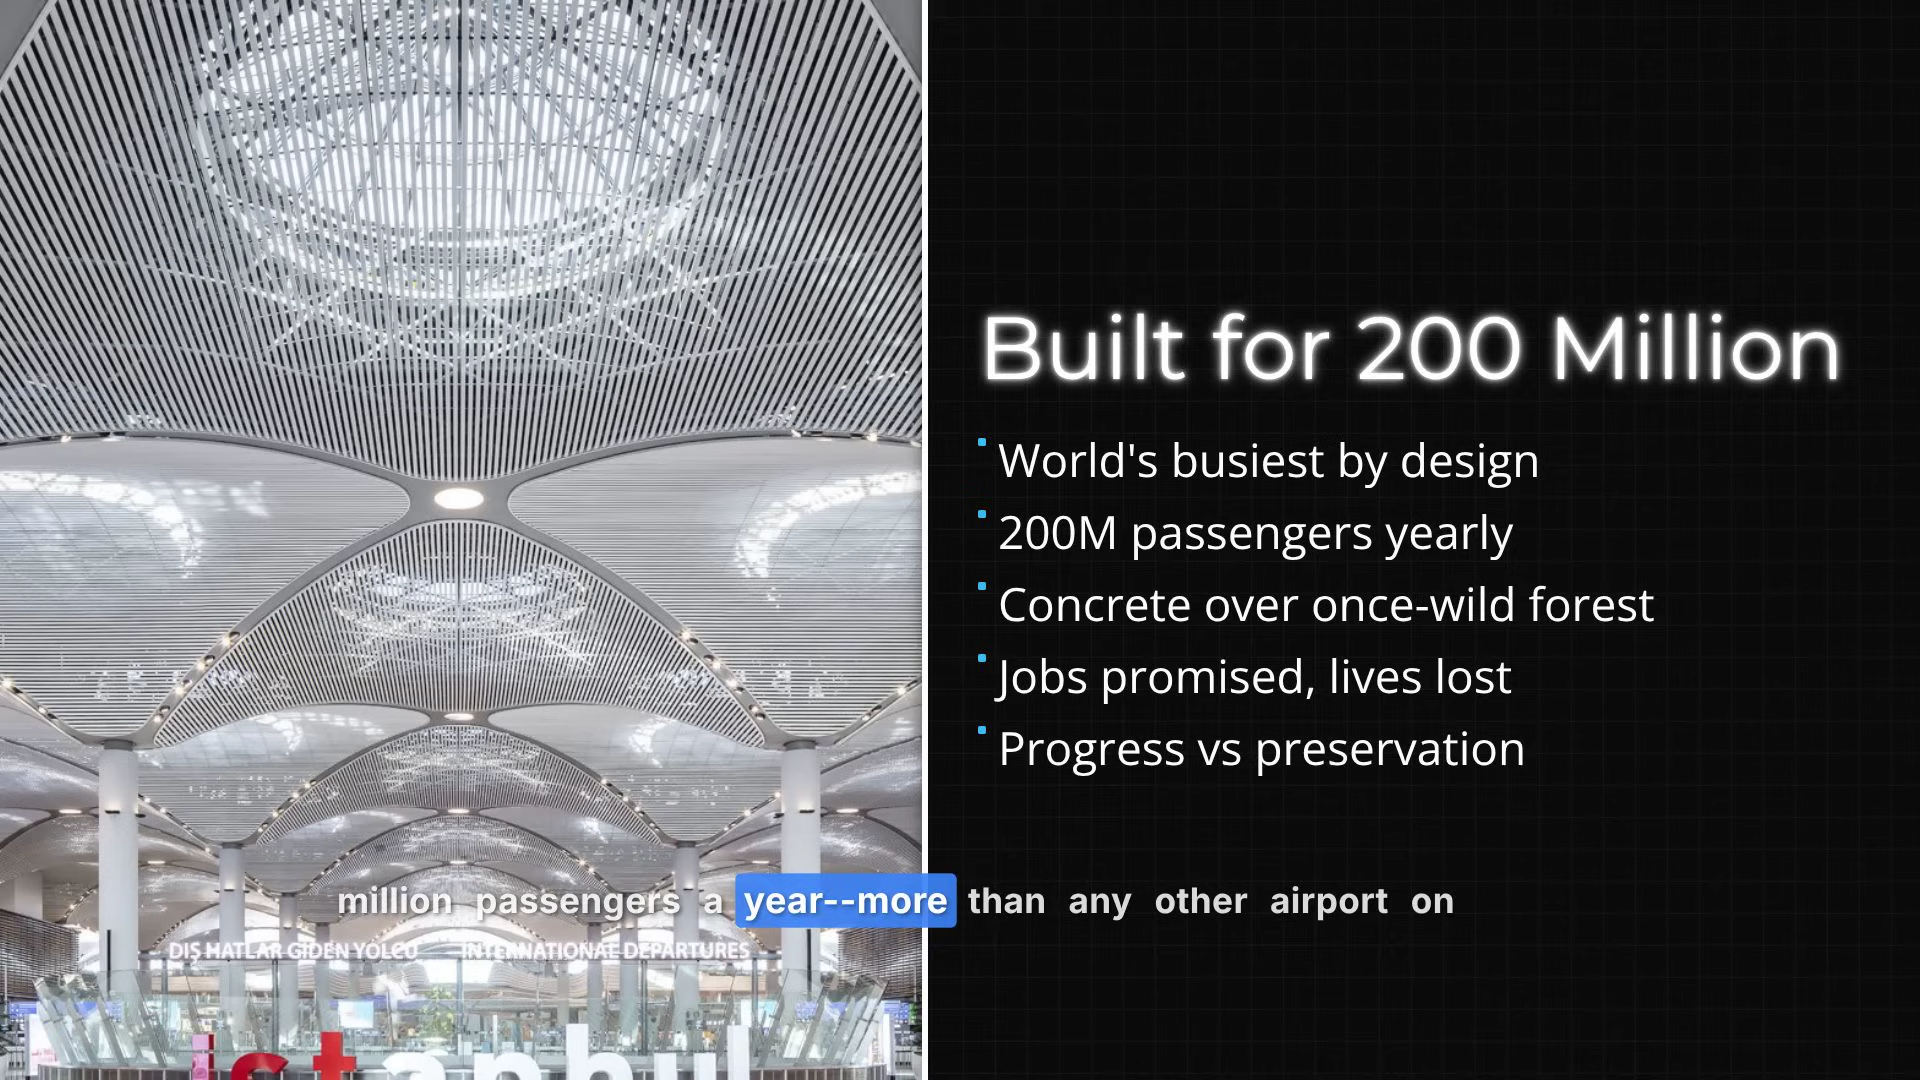 Built for 200 Million
World's busiest by design
200M passengers yearly
Concrete over once-wild forest
Jobs promised, lives lost
Progress vs preservation
million passengers a year--more than any other airport on
DIŞ HATLAR GİDEN YOLCU INTERNATIONAL DEPARTURES
istanbul